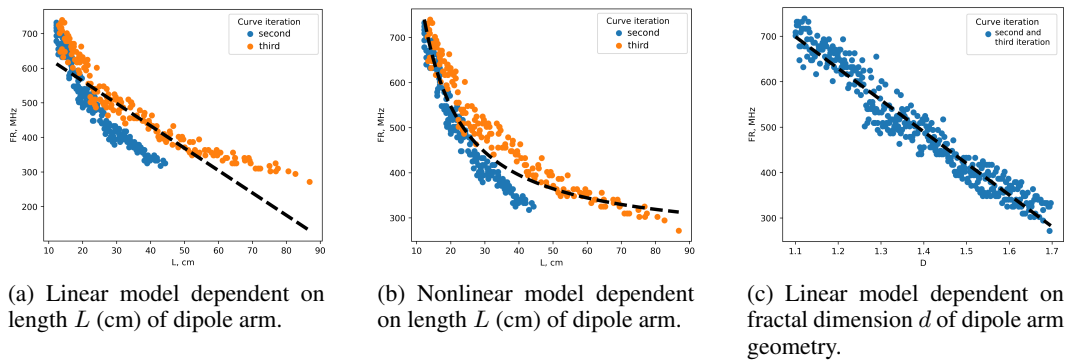 Curve iteration
second
third
700
600
500
400
300
200
FR, MHz
10 20 30 40 50 60 70 80 90
L, cm
Curve iteration
second
third
700
600
500
400
300
FR, MHz
10 20 30 40 50 60 70 80 90
L, cm
Curve iteration
second and
third iteration
700
600
500
400
300
FR, MHz
1.1 1.2 1.3 1.4 1.5 1.6 1.7
D
(a) Linear model dependent on
length L (cm) of dipole arm.
(b) Nonlinear model dependent
on length L (cm) of dipole arm.
(c) Linear model dependent on
fractal dimension d of dipole arm
geometry.